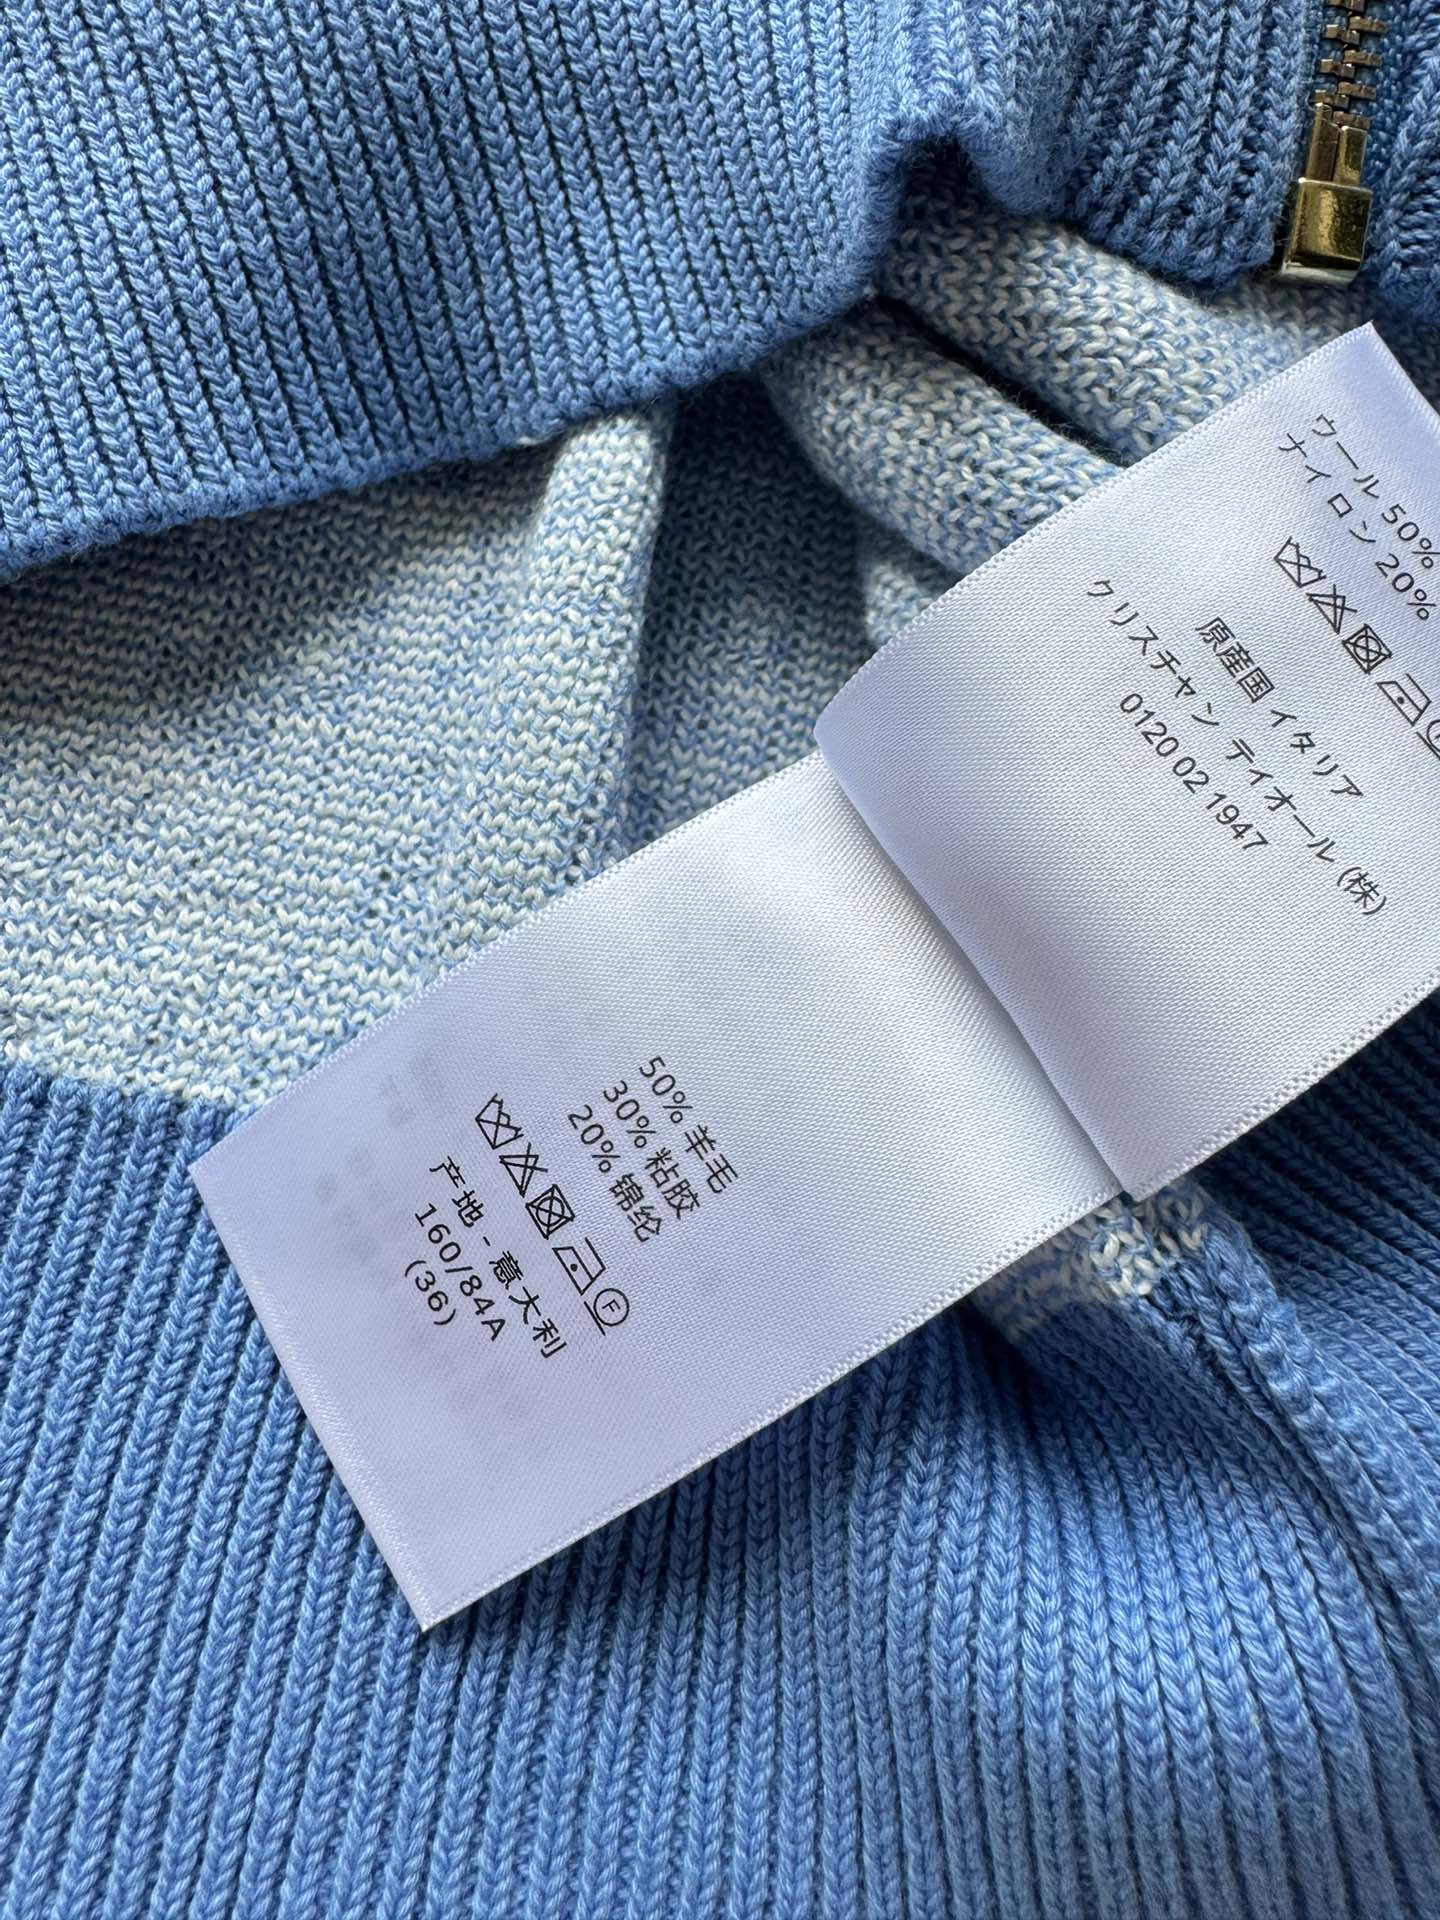 ウール 50%
ナイロン 20%
原産国 イタリア
クリスチャン ディオール (株)
0120 02 1947
50% 羊毛
30% 粘胶
20% 锦纶
F
产地 - 意大利
160/84A
(36)